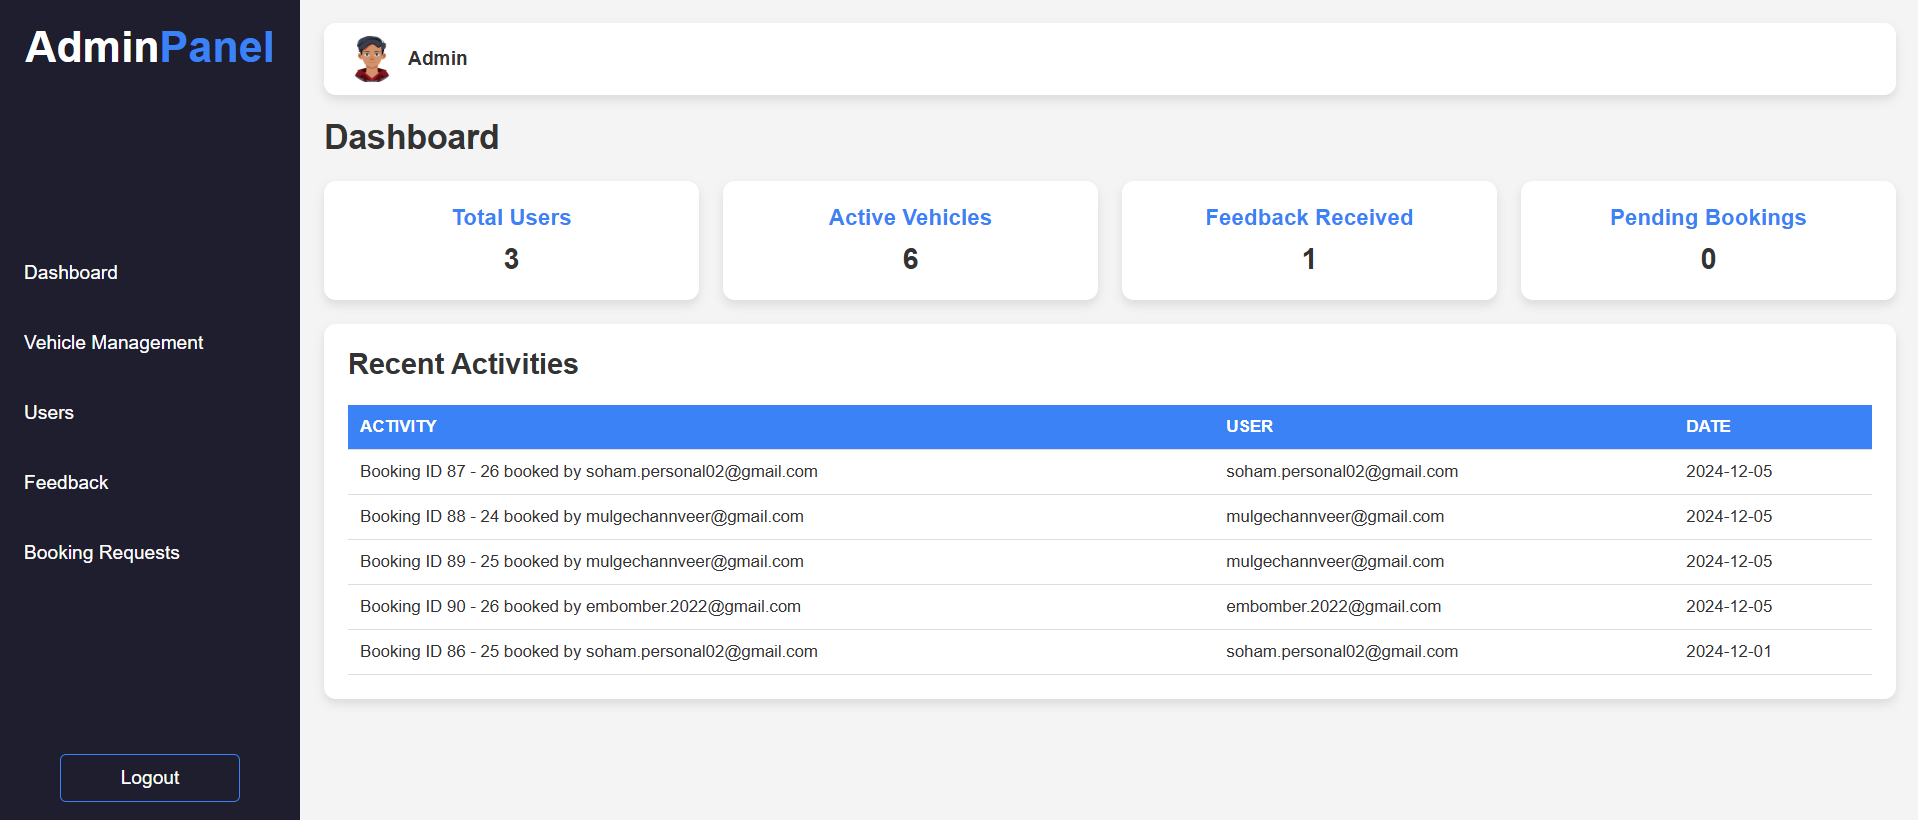 AdminPanel
Dashboard
Vehicle Management
Users
Feedback
Booking Requests
Logout
Admin
Dashboard
Total Users
3
Active Vehicles
6
Feedback Received
1
Pending Bookings
0
Recent Activities
ACTIVITY USER DATE
Booking ID 87 - 26 booked by soham.personal02@gmail.com soham.personal02@gmail.com 2024-12-05
Booking ID 88 - 24 booked by mulgechannveer@gmail.com mulgechannveer@gmail.com 2024-12-05
Booking ID 89 - 25 booked by mulgechannveer@gmail.com mulgechannveer@gmail.com 2024-12-05
Booking ID 90 - 26 booked by embomber.2022@gmail.com embomber.2022@gmail.com 2024-12-05
Booking ID 86 - 25 booked by soham.personal02@gmail.com soham.personal02@gmail.com 2024-12-01